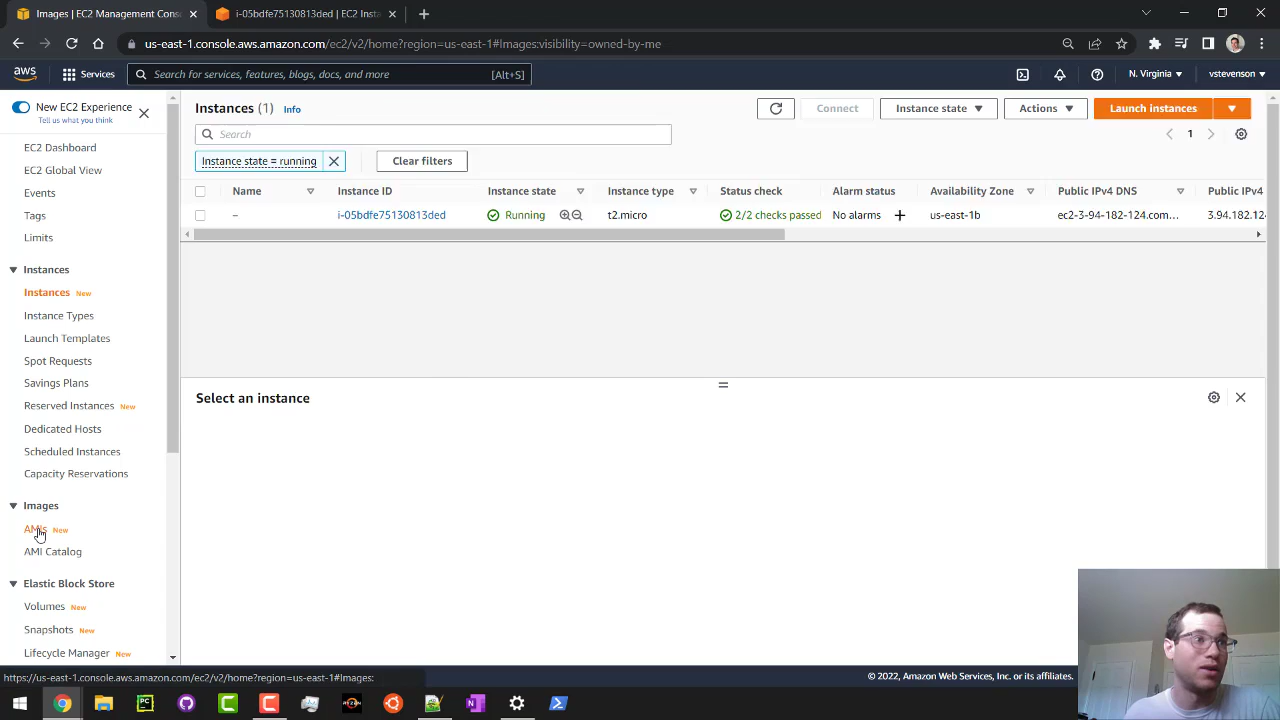 Images | EC2 Management Cons
i-05bdfe75130813ded | EC2 Insta
us-east-1.console.aws.amazon.com/ec2/v2/home?region=us-east-1#Images:visibility=owned-by-me
aws
Services
Search for services, features, blogs, docs, and more
[Alt+S]
N. Virginia
vstevenson
New EC2 Experience
Tell us what you think
EC2 Dashboard
EC2 Global View
Events
Tags
Limits
Instances
Instances New
Instance Types
Launch Templates
Spot Requests
Savings Plans
Reserved Instances New
Dedicated Hosts
Scheduled Instances
Capacity Reservations
Images
AMIs New
AMI Catalog
Elastic Block Store
Volumes New
Snapshots New
Lifecycle Manager New
Instances (1) Info
Connect
Instance state
Actions
Launch instances
Search
1
Instance state = running
Clear filters
Name Instance ID Instance state Instance type Status check Alarm status Availability Zone Public IPv4 DNS Public IPv4
– i-05bdfe75130813ded Running t2.micro 2/2 checks passed No alarms + us-east-1b ec2-3-94-182-124.com... 3.94.182.12
Select an instance
https://us-east-1.console.aws.amazon.com/ec2/v2/home?region=us-east-1#Images:
© 2022, Amazon Web Services, Inc. or its affiliates.
PC